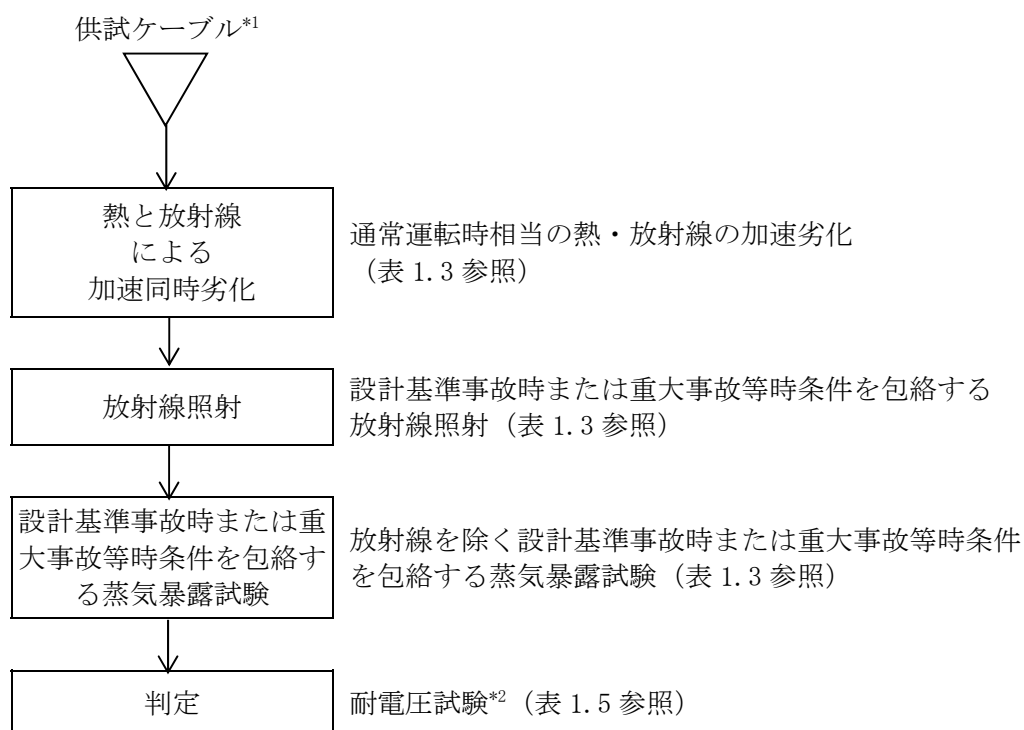 供試ケーブル*1
熱と放射線
による
加速同時劣化
通常運転時相当の熱・放射線の加速劣化
（表 1.3 参照）
放射線照射
設計基準事故時または重大事故等時条件を包絡する
放射線照射（表 1.3 参照）
設計基準事故時または重
大事故等時条件を包絡す
る蒸気暴露試験
放射線を除く設計基準事故時または重大事故等時条件
を包絡する蒸気暴露試験（表 1.3 参照）
判定
耐電圧試験*2（表 1.5 参照）